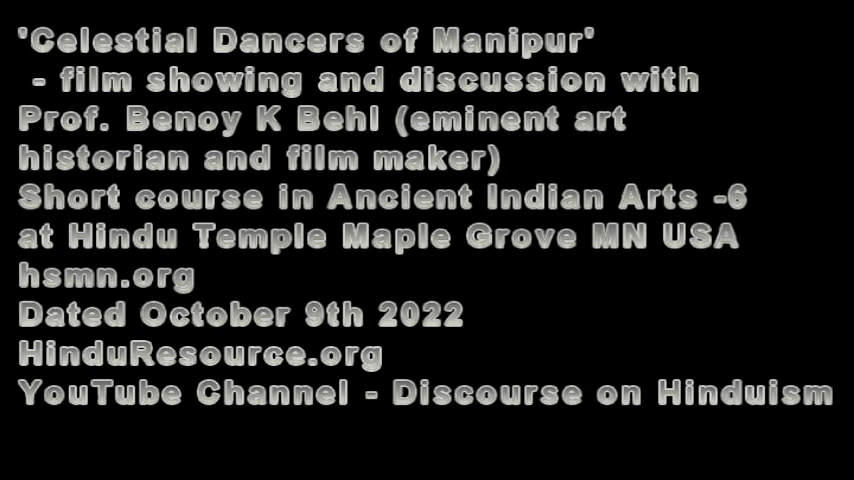 'Celestial Dancers of Manipur'
- film showing and discussion with
Prof. Benoy K Behl (eminent art
historian and film maker)
Short course in Ancient Indian Arts -6
at Hindu Temple Maple Grove MN USA
hsmn.org
Dated October 9th 2022
HinduResource.org
YouTube Channel - Discourse on Hinduism